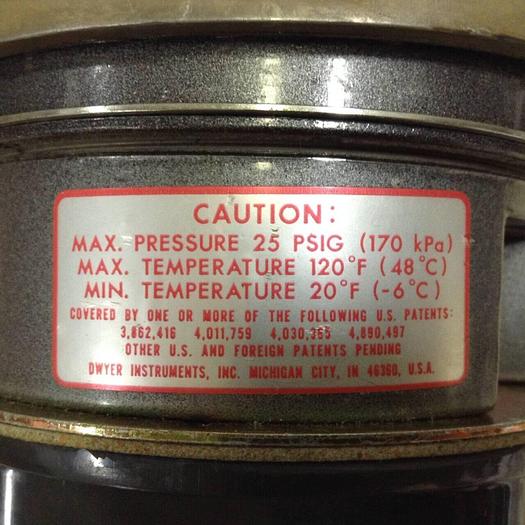 CAUTION:
MAX. PRESSURE 25 PSIG (170 kPa)
MAX. TEMPERATURE 120°F (48°C)
MIN. TEMPERATURE 20°F (-6°C)
COVERED BY ONE OR MORE OF THE FOLLOWING U.S. PATENTS:
3,862,416 4,011,759 4,030,365 4,890,497
OTHER U.S. AND FOREIGN PATENTS PENDING
DWYER INSTRUMENTS, INC. MICHIGAN CITY, IN 46360, U.S.A.